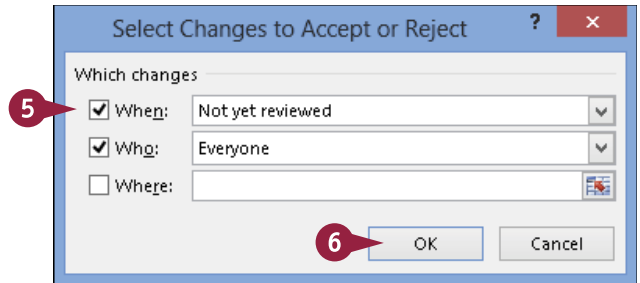 Select Changes to Accept or Reject ? ×
Which changes
5 When: Not yet reviewed
Who: Everyone
Where:
6 OK Cancel